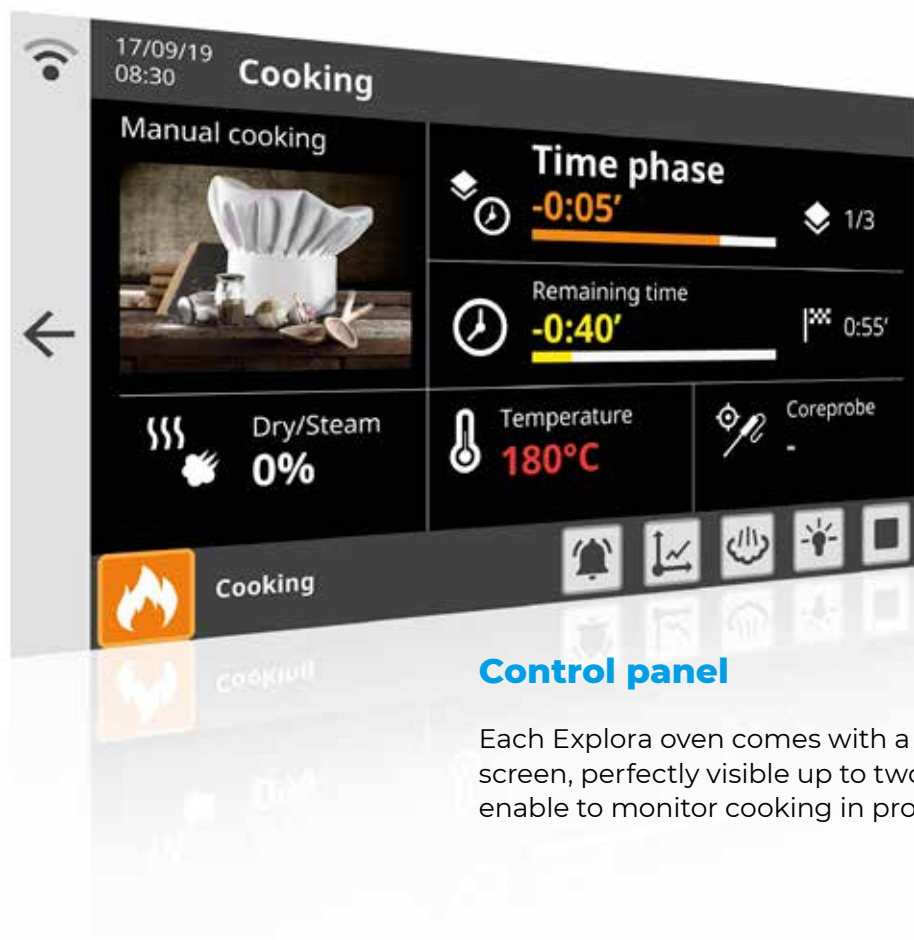 17/09/19
08:30
Cooking
Manual cooking
Time phase
-0:05’
1/3
Remaining time
-0:40’
0:55’
Dry/Steam
0%
Temperature
180°C
Coreprobe
-
Cooking
Control panel
Each Explora oven comes with a
screen, perfectly visible up to
enable to monitor cooking in